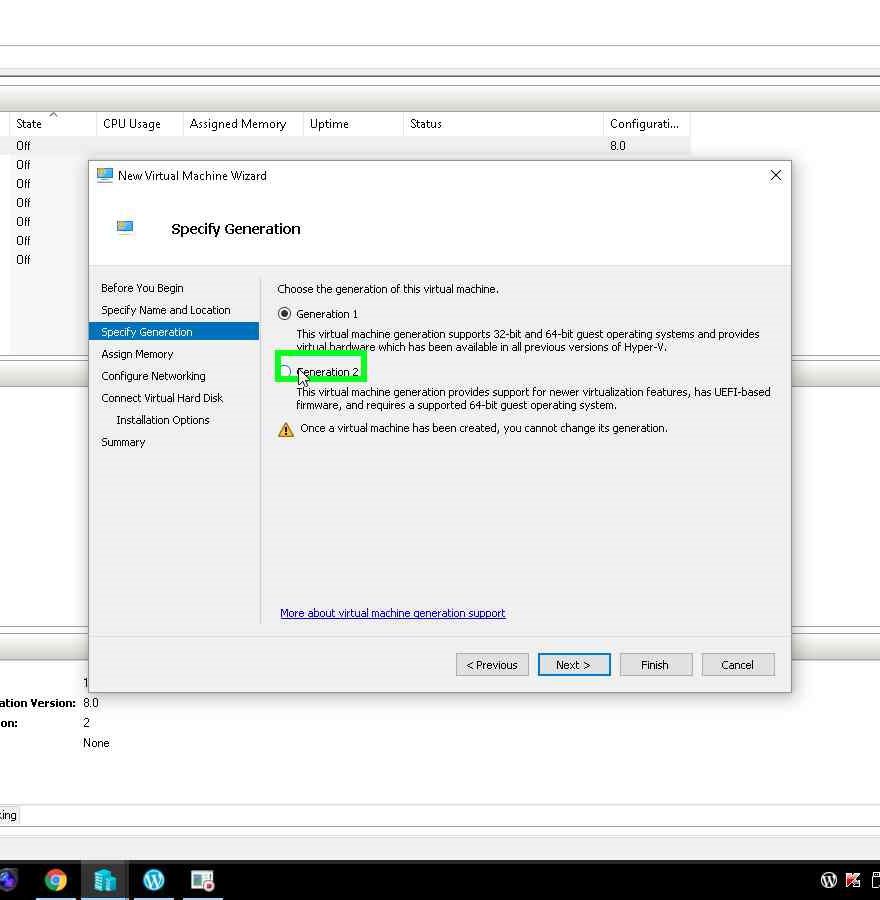 State CPU Usage Assigned Memory Uptime Status Configurati...
Off 8.0
Off
Off
Off
Off
Off
Off
New Virtual Machine Wizard
Specify Generation
Before You Begin
Specify Name and Location
Specify Generation
Assign Memory
Configure Networking
Connect Virtual Hard Disk
Installation Options
Summary
Choose the generation of this virtual machine.
Generation 1
This virtual machine generation supports 32-bit and 64-bit guest operating systems and provides
virtual hardware which has been available in all previous versions of Hyper-V.
Generation 2
This virtual machine generation provides support for newer virtualization features, has UEFI-based
firmware, and requires a supported 64-bit guest operating system.
Once a virtual machine has been created, you cannot change its generation.
More about virtual machine generation support
< Previous Next > Finish Cancel
ation Version: 8.0
on: 2
None
king